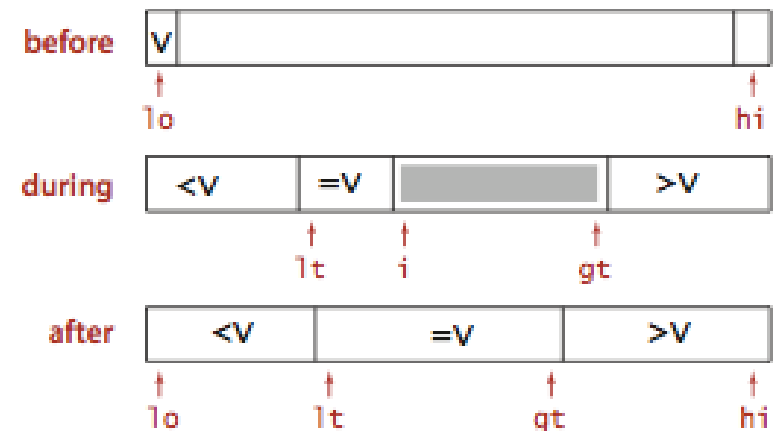 before v
lo hi
during <v =v >v
lt i gt
after <v =v >v
lo lt gt hi